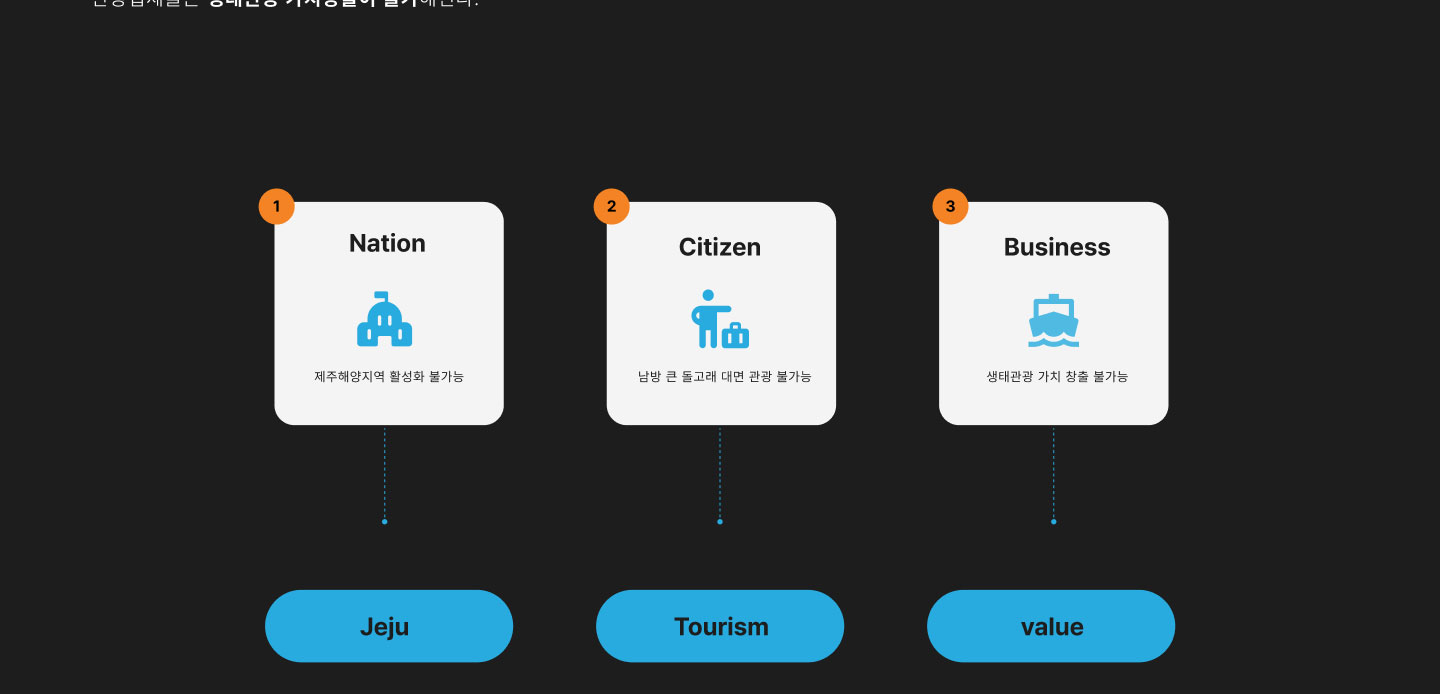 1
Nation
제주해양지역 활성화 불가능
2
Citizen
남방 큰 돌고래 대면 관광 불가능
3
Business
생태관광 가치 창출 불가능
Jeju
Tourism
value